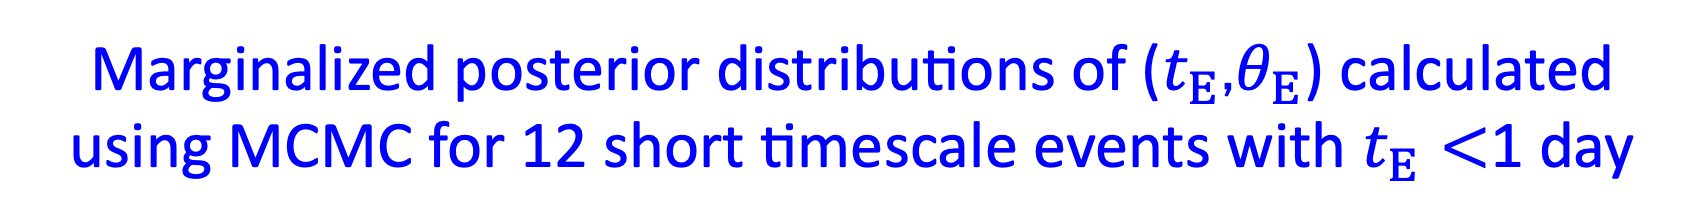 Marginalized posterior distributions of (𝑡E,𝜃E) calculated
using MCMC for 12 short timescale events with 𝑡E <1 day